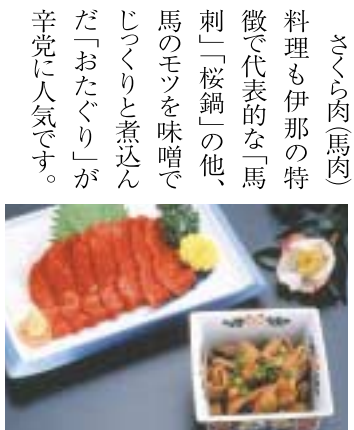 さくら肉（馬肉）
料理も伊那の特
徴で代表的な「馬
刺」「桜鍋」の他、
馬のモツを味噌で
じっくりと煮込ん
だ「おたぐり」が
辛党に人気です。